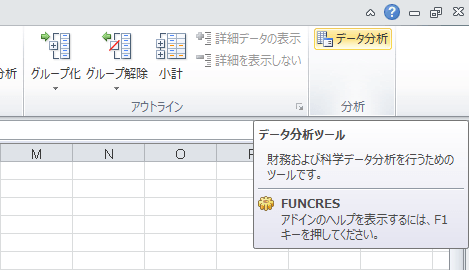 分析
グループ化
グループ解除
小計
詳細データの表示
詳細を表示しない
アウトライン
データ分析
分析
データ分析ツール
財務および科学データ分析を行うための
ツールです。
FUNCRES
アドインのヘルプを表示するには、F1
キーを押してください。
M N O